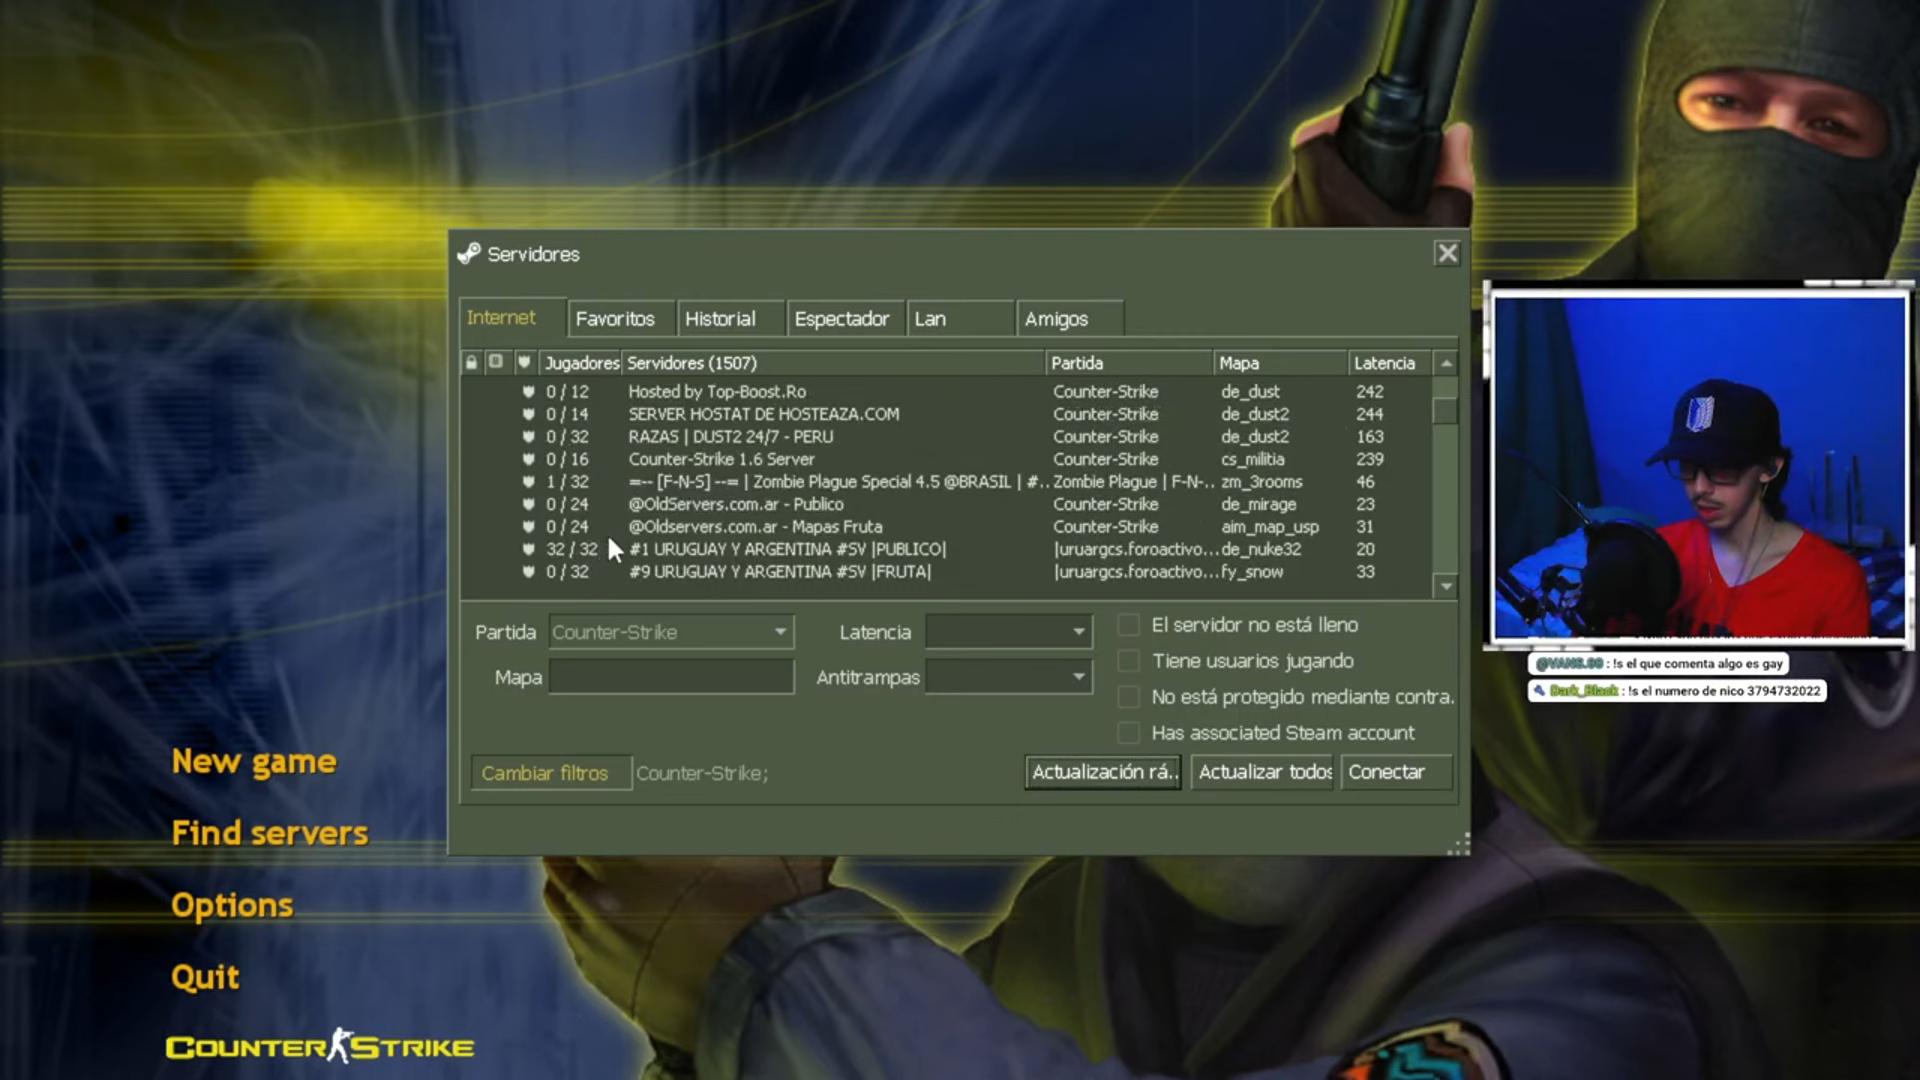 Servidores
Internet Favoritos Historial Espectador Lan Amigos
Jugadores Servidores (1507) Partida Mapa Latencia
0 / 12 Hosted by Top-Boost.Ro Counter-Strike de_dust 242
0 / 14 SERVER HOSTAT DE HOSTEAZA.COM Counter-Strike de_dust2 244
0 / 32 RAZAS | DUST2 24/7 - PERU Counter-Strike de_dust2 163
0 / 16 Counter-Strike 1.6 Server Counter-Strike cs_militia 239
1 / 32 =-- [F-N-S] --= | Zombie Plague Special 4.5 @BRASIL | #.. Zombie Plague | F-N-.. zm_3rooms 46
0 / 24 @OldServers.com.ar - Publico Counter-Strike de_mirage 23
0 / 24 @Oldservers.com.ar - Mapas Fruta Counter-Strike aim_map_usp 31
32 / 32 #1 URUGUAY Y ARGENTINA #SV |PUBLICO| |uruargcs.foroactivo... de_nuke32 20
0 / 32 #9 URUGUAY Y ARGENTINA #SV |FRUTA| |uruargcs.foroactivo... fy_snow 33
Partida Counter-Strike Latencia El servidor no está lleno
Tiene usuarios jugando
Mapa Antitrampas
No está protegido mediante contra.
Has associated Steam account
Cambiar filtros Counter-Strike; Actualización rá.. Actualizar todos Conectar
@VANS.00 : !s el que comenta algo es gay
Dark_Black : !s el numero de nico 3794732022
New game
Find servers
Options
Quit
COUNTER STRIKE